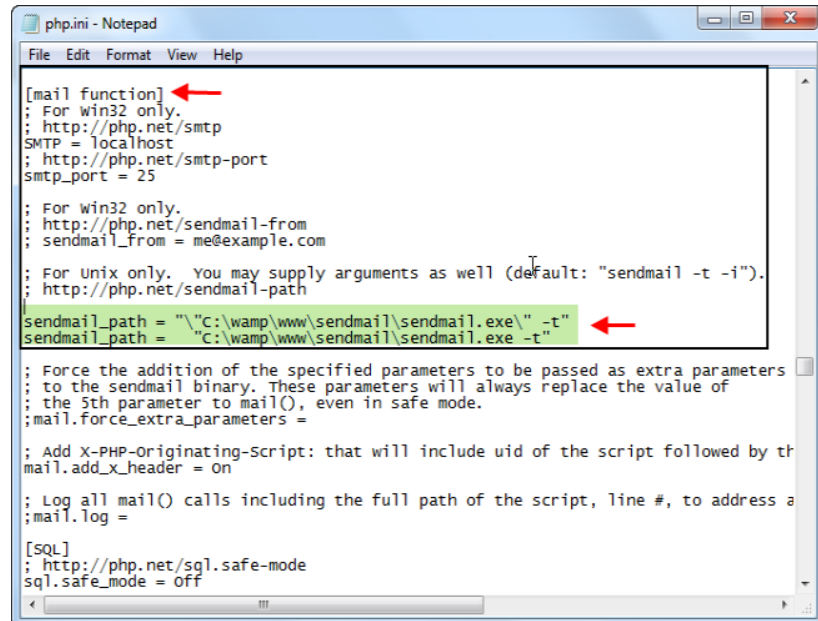 php.ini - Notepad
File Edit Format View Help
[mail function]
; For Win32 only.
; http://php.net/smtp
SMTP = localhost
; http://php.net/smtp-port
smtp_port = 25
; For Win32 only.
; http://php.net/sendmail-from
; sendmail_from = me@example.com
; For Unix only.  You may supply arguments as well (default: "sendmail -t -i").
; http://php.net/sendmail-path
sendmail_path = "\"C:\wamp\www\sendmail\sendmail.exe\" -t"
sendmail_path =   "C:\wamp\www\sendmail\sendmail.exe -t"
; Force the addition of the specified parameters to be passed as extra parameters
; to the sendmail binary. These parameters will always replace the value of
; the 5th parameter to mail(), even in safe mode.
;mail.force_extra_parameters =
; Add X-PHP-Originating-Script: that will include uid of the script followed by th
mail.add_x_header = On
; Log all mail() calls including the full path of the script, line #, to address a
;mail.log =
[SQL]
; http://php.net/sql.safe-mode
sql.safe_mode = Off